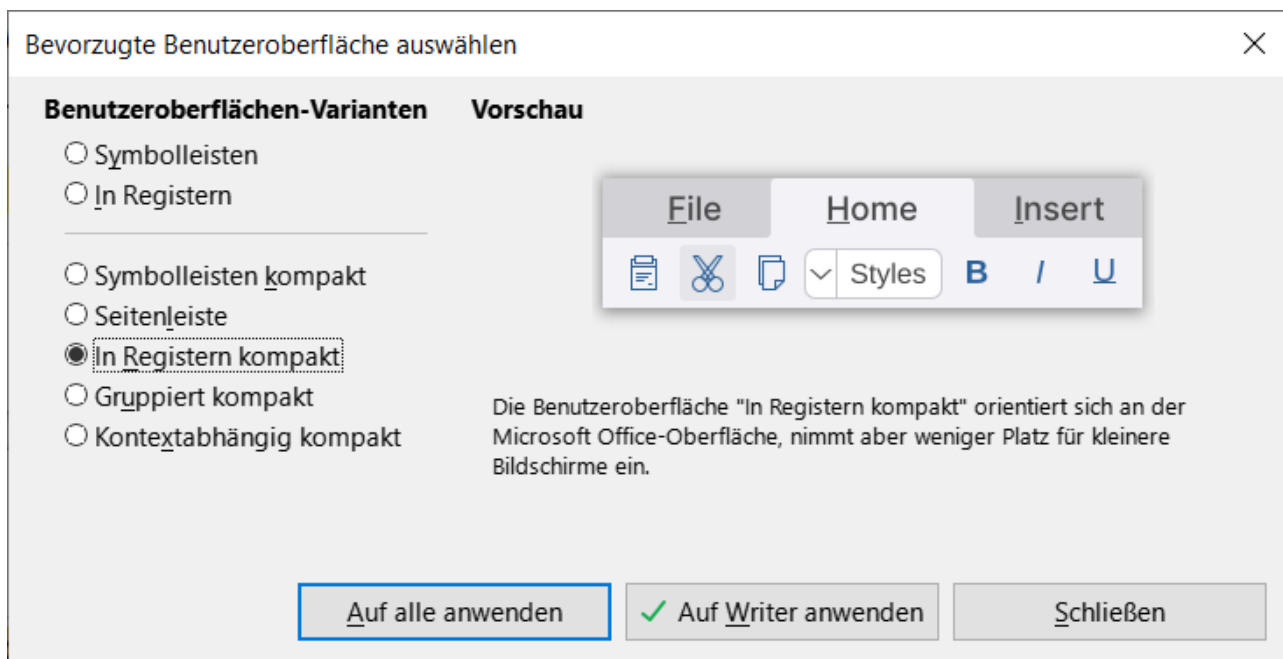 Bevorzugte Benutzeroberfläche auswählen
Benutzeroberflächen-Varianten
Symbolleisten
In Registern
Symbolleisten kompakt
Seitenleiste
In Registern kompakt
Gruppiert kompakt
Kontextabhängig kompakt
Vorschau
File Home Insert
Styles B I U
Die Benutzeroberfläche "In Registern kompakt" orientiert sich an der
Microsoft Office-Oberfläche, nimmt aber weniger Platz für kleinere
Bildschirme ein.
Auf alle anwenden Auf Writer anwenden Schließen